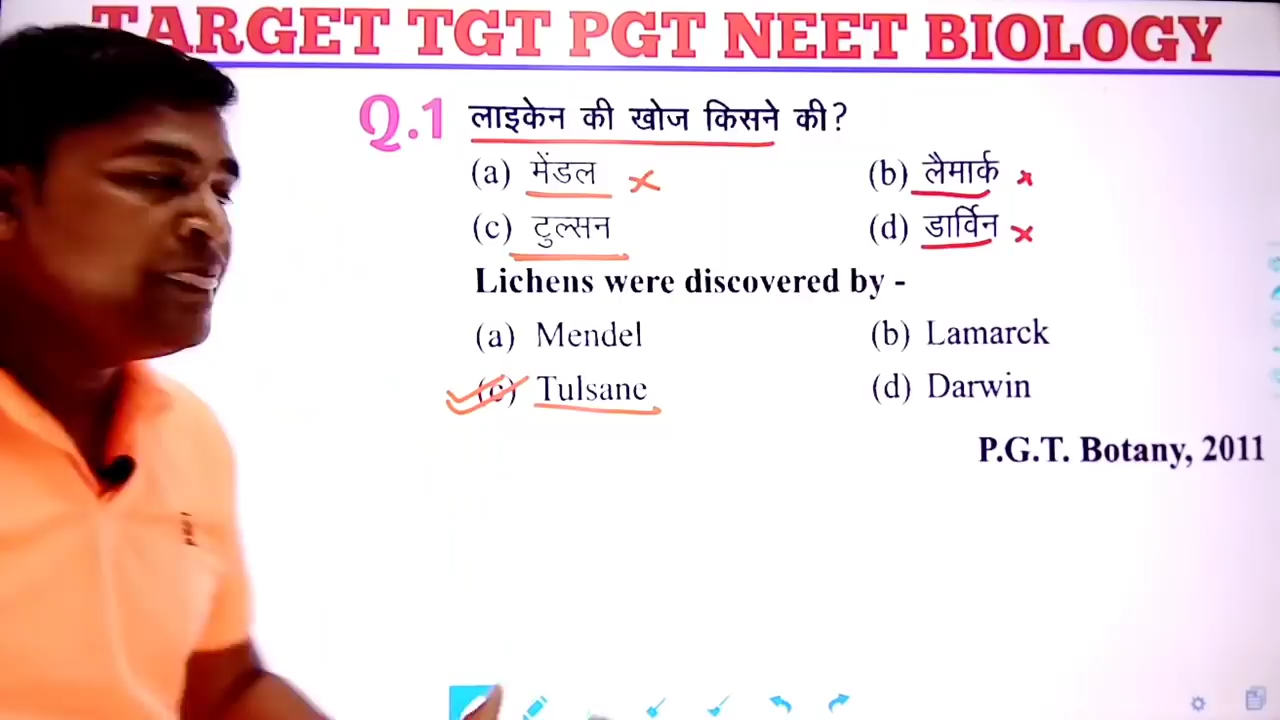 TARGET TGT PGT NEET BIOLOGY
Q.1 लाइकेन की खोज किसने की?
(a) मेंडल (b) लैमार्क
(c) टुल्सन (d) डार्विन
Lichens were discovered by -
(a) Mendel (b) Lamarck
(c) Tulsane (d) Darwin
P.G.T. Botany, 2011